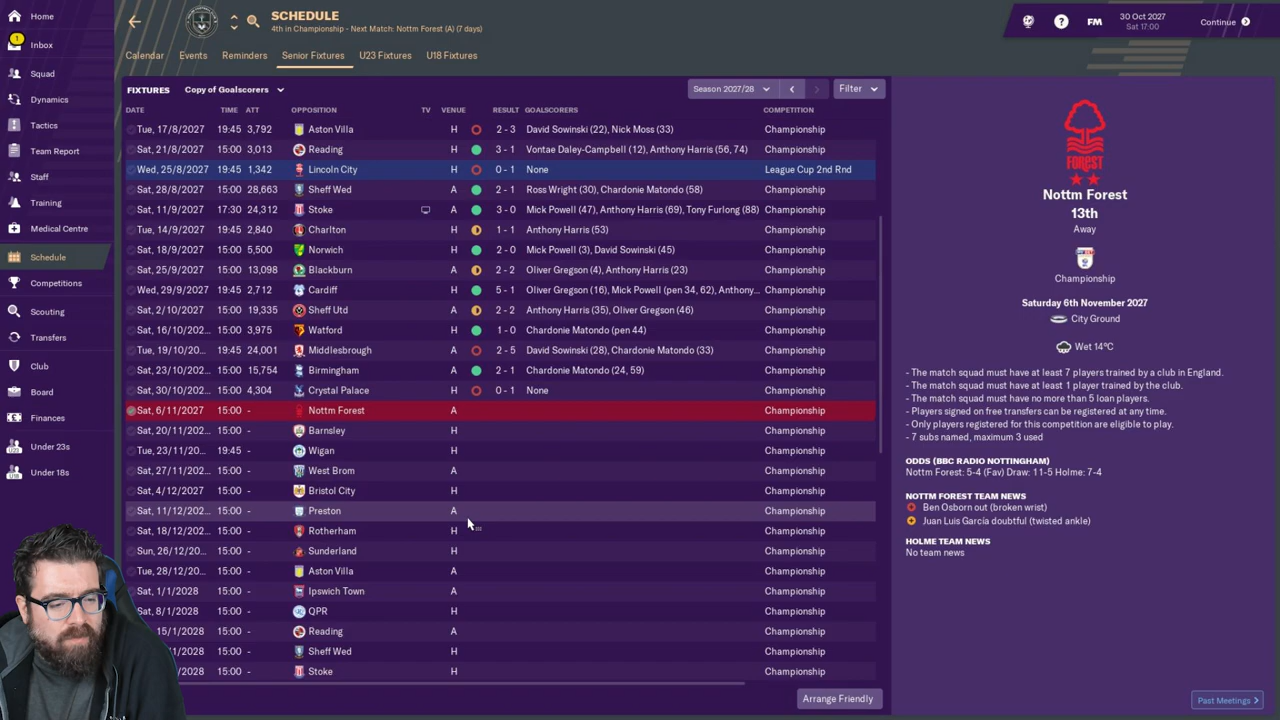 Home
SCHEDULE
4th in Championship - Next Match: Nottm Forest (A) (7 days)
FM
30 Oct 2027
Sat 17:00
Continue
1
Inbox
Squad
Dynamics
Tactics
Team Report
Staff
Training
Medical Centre
Schedule
Competitions
Scouting
Transfers
Club
Board
Finances
U23 Under 23s
U18 Under 18s
Calendar Events Reminders Senior Fixtures U23 Fixtures U18 Fixtures
FIXTURES Copy of Goalscorers Season 2027/28 Filter
DATE TIME ATT OPPOSITION TV VENUE RESULT GOALSCORERS COMPETITION
Tue, 17/8/2027 19:45 3,792 Aston Villa H 2 - 3 David Sowinski (22), Nick Moss (33) Championship
Sat, 21/8/2027 15:00 3,013 Reading H 3 - 1 Vontae Daley-Campbell (12), Anthony Harris (56, 74) Championship
Wed, 25/8/2027 19:45 1,342 Lincoln City H 0 - 1 None League Cup 2nd Rnd
Sat, 28/8/2027 15:00 28,663 Sheff Wed A 2 - 1 Ross Wright (30), Chardonie Matondo (58) Championship
Sat, 11/9/2027 17:30 24,312 Stoke A 3 - 0 Mick Powell (47), Anthony Harris (69), Tony Furlong (88) Championship
Tue, 14/9/2027 19:45 2,840 Charlton H 1 - 1 Anthony Harris (53) Championship
Sat, 18/9/2027 15:00 5,500 Norwich H 2 - 0 Mick Powell (3), David Sowinski (45) Championship
Sat, 25/9/2027 15:00 13,098 Blackburn A 2 - 2 Oliver Gregson (4), Anthony Harris (23) Championship
Wed, 29/9/2027 19:45 2,712 Cardiff H 5 - 1 Oliver Gregson (16), Mick Powell (pen 34, 62), Anthony... Championship
Sat, 2/10/2027 15:00 19,335 Sheff Utd A 2 - 2 Anthony Harris (35), Oliver Gregson (46) Championship
Sat, 16/10/202... 15:00 3,975 Watford H 1 - 0 Chardonie Matondo (pen 44) Championship
Tue, 19/10/20... 19:45 24,001 Middlesbrough A 2 - 5 David Sowinski (28), Chardonie Matondo (33) Championship
Sat, 23/10/202... 15:00 15,754 Birmingham A 2 - 1 Chardonie Matondo (24, 59) Championship
Sat, 30/10/202... 15:00 4,304 Crystal Palace H 0 - 1 None Championship
Sat, 6/11/2027 15:00 - Nottm Forest A Championship
Sat, 20/11/202... 15:00 - Barnsley H Championship
Tue, 23/11/20... 19:45 - Wigan H Championship
Sat, 27/11/202... 15:00 - West Brom A Championship
Sat, 4/12/202... 15:00 - Bristol City H Championship
Sat, 11/12/202... 15:00 - Preston A Championship
Sat, 18/12/202... 15:00 - Rotherham H Championship
Sun, 26/12/20... 15:00 - Sunderland H Championship
Tue, 28/12/20... 15:00 - Aston Villa A Championship
Sat, 1/1/2028 15:00 - Ipswich Town A Championship
Sat, 8/1/2028 15:00 - QPR H Championship
15/1/2028 15:00 - Reading A Championship
1/2028 15:00 - Sheff Wed H Championship
/2028 15:00 - Stoke H Championship
Arrange Friendly
FOREST
Nottm Forest
13th
Away
Championship
Saturday 6th November 2027
City Ground
Wet 14°C
- The match squad must have at least 7 players trained by a club in England.
- The match squad must have at least 1 player trained by the club.
- The match squad must have no more than 5 loan players.
- Players signed on free transfers can be registered at any time.
- Only players registered for this competition are eligible to play.
- 7 subs named, maximum 3 used
ODDS (BBC RADIO NOTTINGHAM)
Nottm Forest: 5-4 (Fav) Draw: 11-5 Holme: 7-4
NOTTM FOREST TEAM NEWS
Ben Osborn out (broken wrist)
Juan Luis García doubtful (twisted ankle)
HOLME TEAM NEWS
No team news
Past Meetings